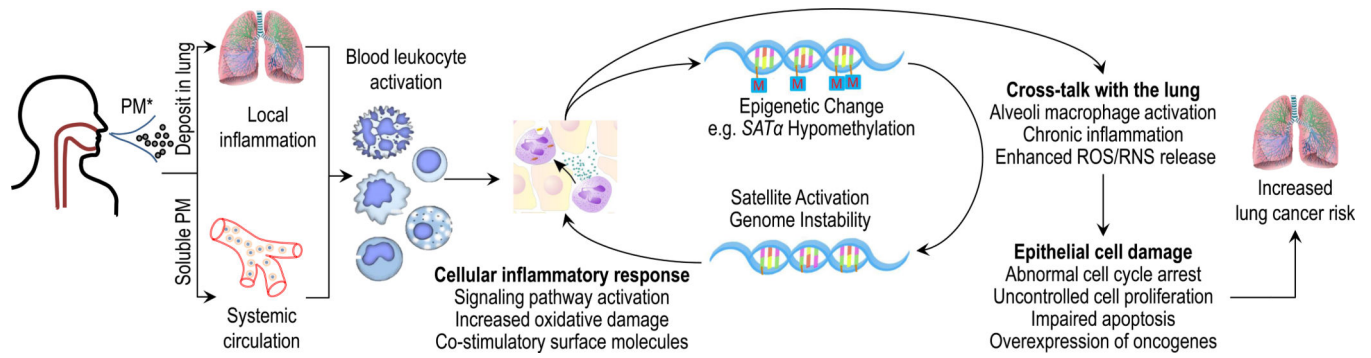 PM*
Deposit in lung
Soluble PM
Local
inflammation
Systemic
circulation
Blood leukocyte
activation
Cellular inflammatory response
Signaling pathway activation
Increased oxidative damage
Co-stimulatory surface molecules
M
M
M
M
Epigenetic Change
e.g. SATα Hypomethylation
Satellite Activation
Genome Instability
Cross-talk with the lung
Alveoli macrophage activation
Chronic inflammation
Enhanced ROS/RNS release
Epithelial cell damage
Abnormal cell cycle arrest
Uncontrolled cell proliferation
Impaired apoptosis
Overexpression of oncogenes
Increased
lung cancer risk